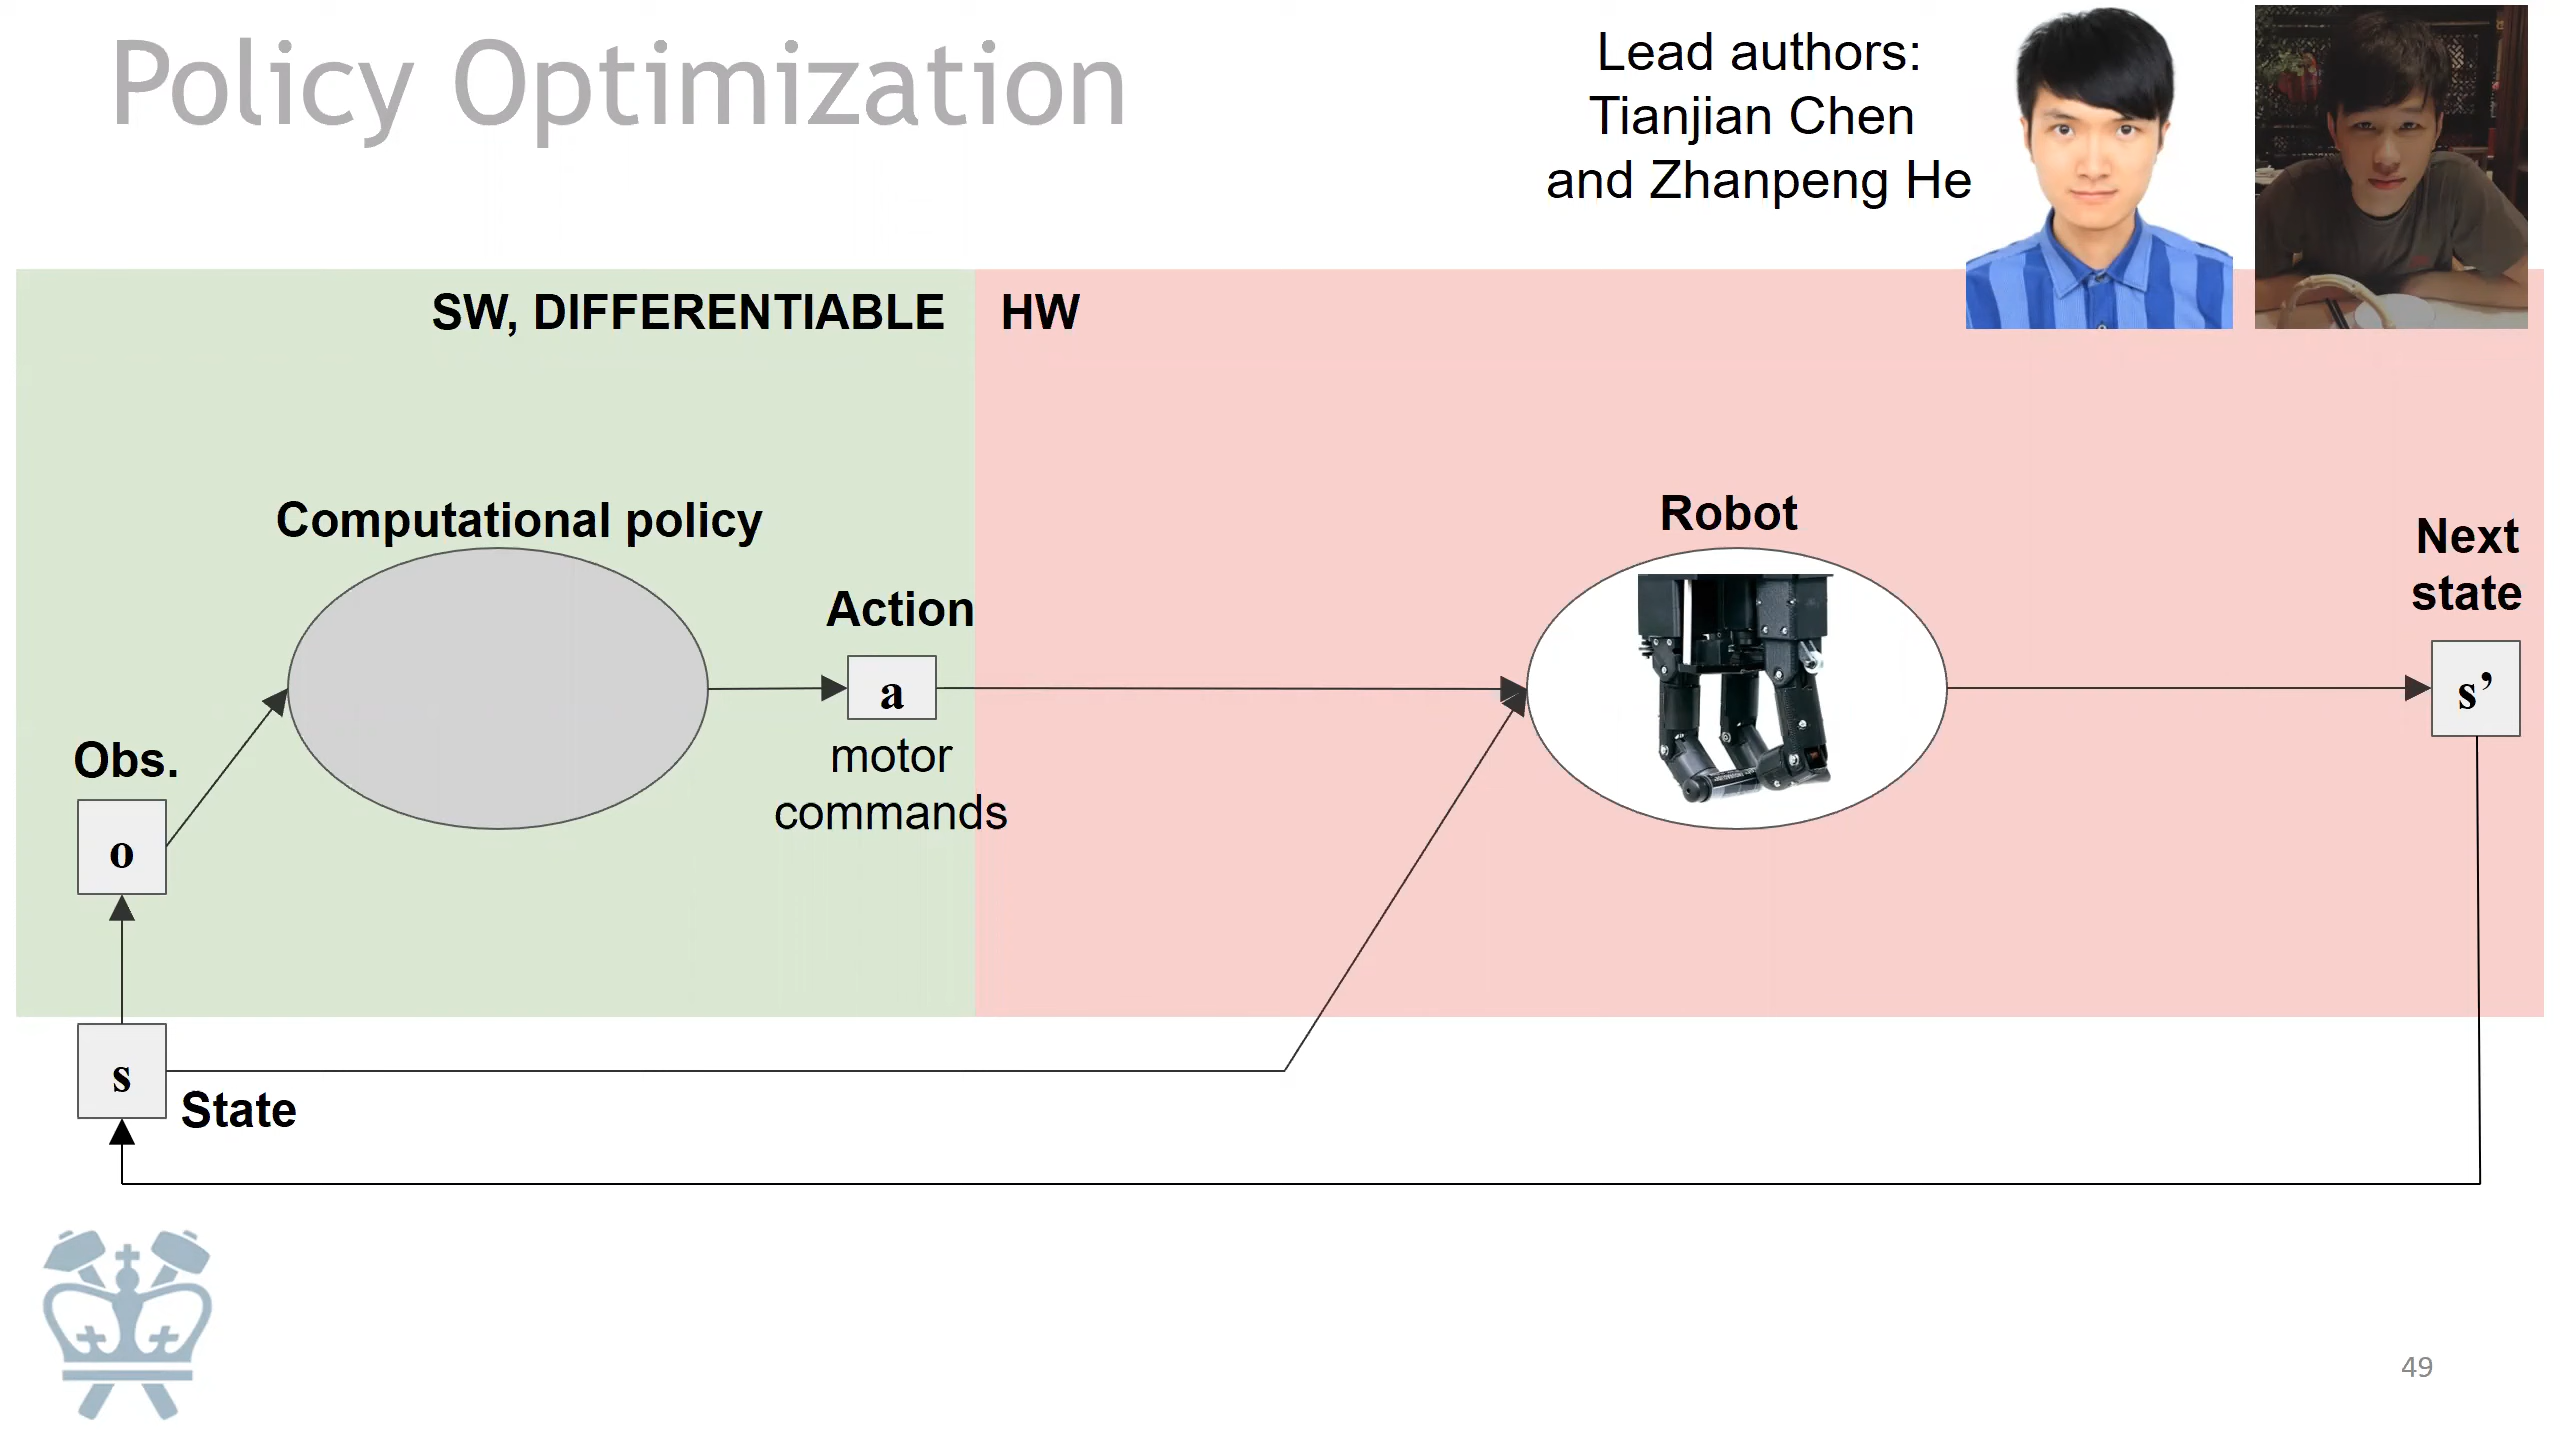 Policy Optimization
Lead authors:
Tianjian Chen
and Zhanpeng He
SW, DIFFERENTIABLE
HW
Computational policy
Robot
Next
state
Action
a
s’
motor
commands
Obs.
o
s
State
49